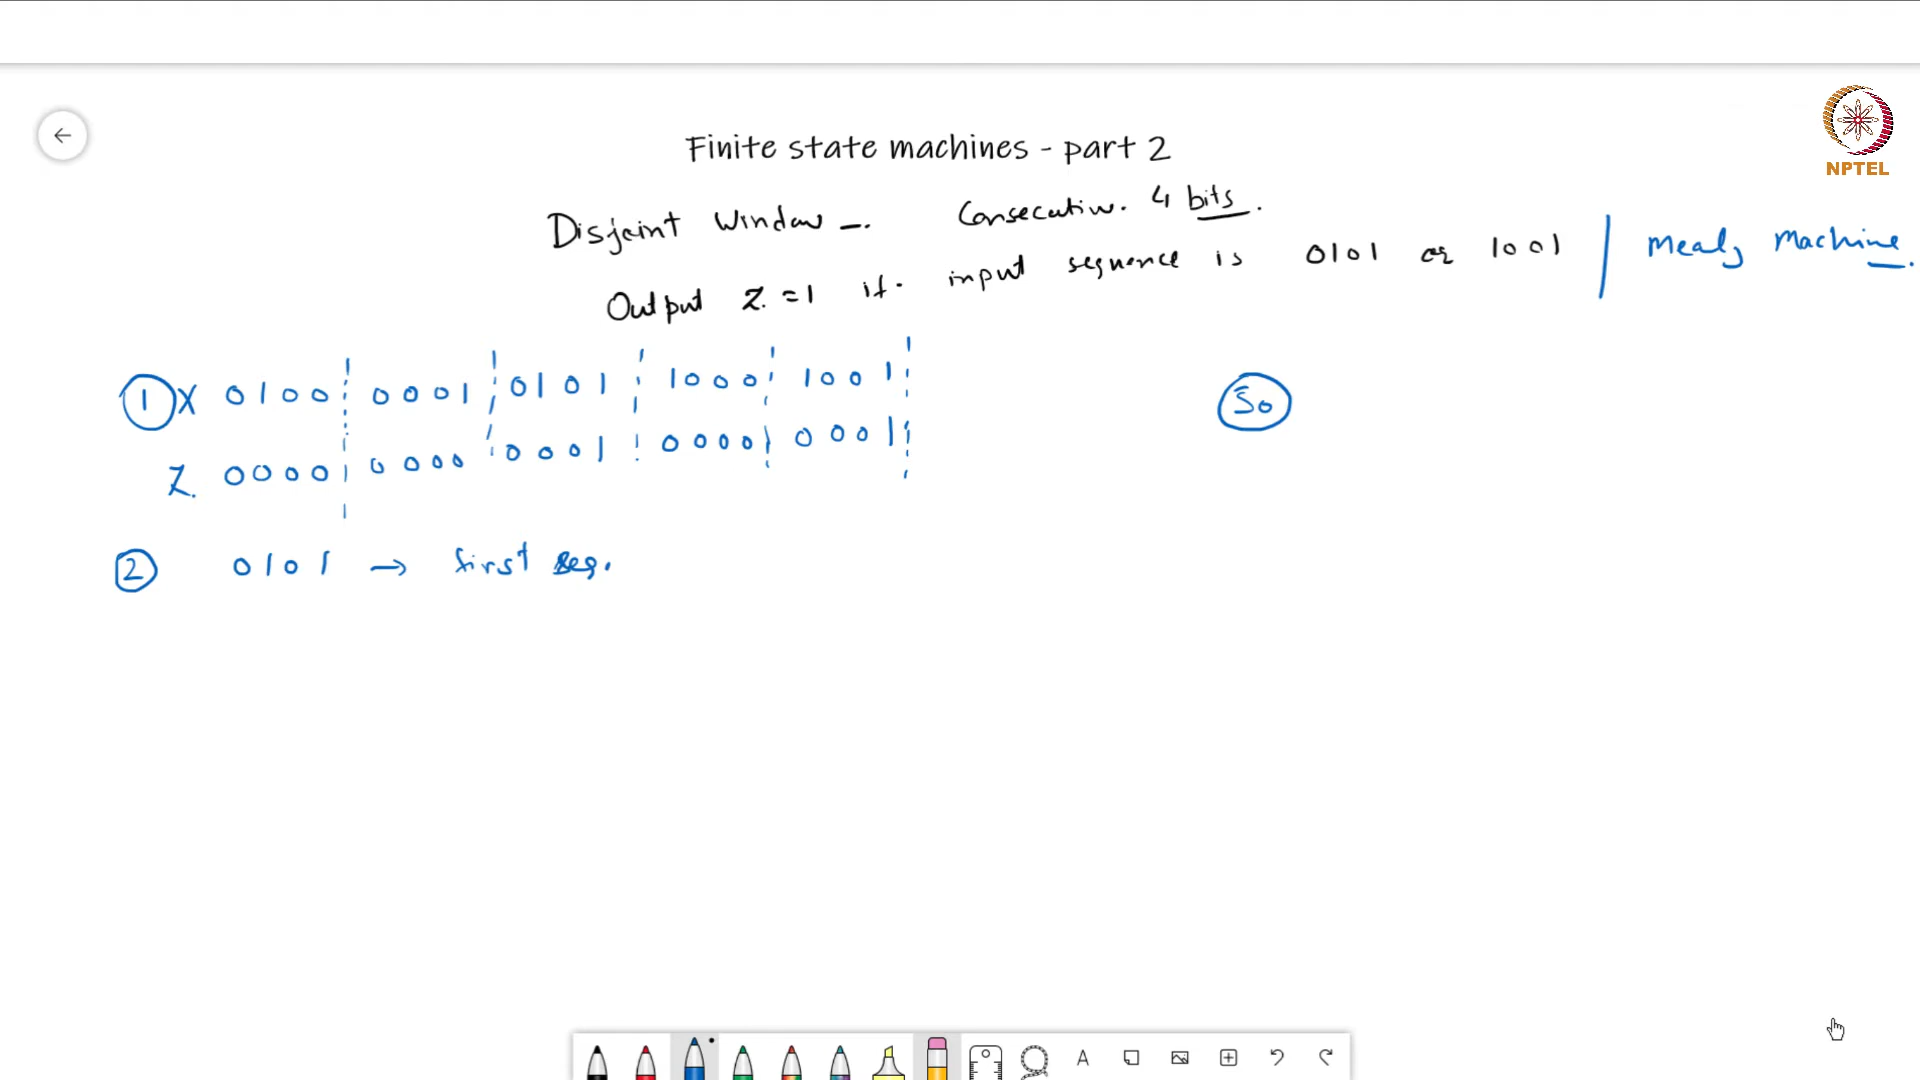 NPTEL
Finite state machines - part 2
Disjoint Window -. Consecutive. 4 bits.
Output Z = 1 if input sequence is 0101 or 1001 | Mealy Machine.
1 X 0100 0001 0101 1000 1001
Z. 0000 0000 0001 0000 0001
S0
2 0101 → first seq.
A